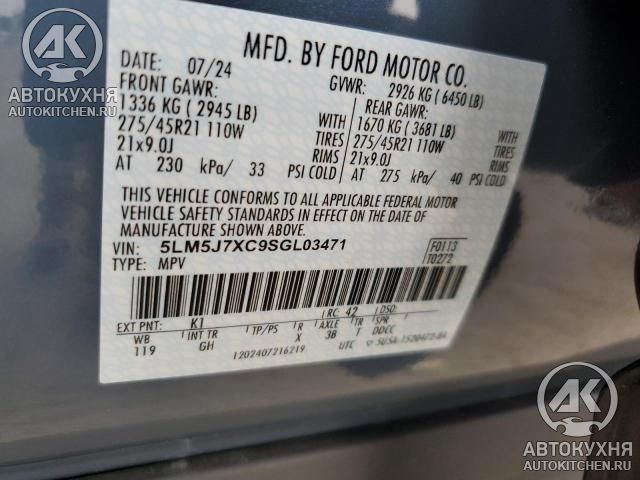 AK
АВТОКУХНЯ
AUTOKITCHEN.RU
MFD. BY FORD MOTOR CO.
DATE: 07/24
GVWR: 2926 KG ( 6450 LB)
FRONT GAWR:
REAR GAWR:
1336 KG ( 2945 LB) WITH
1670 KG ( 3681 LB) WITH
275/45R21 110W TIRES
275/45R21 110W TIRES
21x9.0J RIMS
21x9.0J RIMS
AT 230 kPa/ 33 PSI COLD
AT 275 kPa/ 40 PSI COLD
THIS VEHICLE CONFORMS TO ALL APPLICABLE FEDERAL MOTOR
VEHICLE SAFETY STANDARDS IN EFFECT ON THE DATE OF
MANUFACTURE SHOWN ABOVE.
VIN: 5LM5J7XC9SGL03471
F0113
TYPE: MPV
T0272
EXT PNT: K1 RC: 42 DSO:
WB INT TR TP/PS R AXLE TR SPR
119 GH X 3B T DDCC
1202407216219
UTC
AK
АВТОКУХНЯ
AUTOKITCHEN.RU